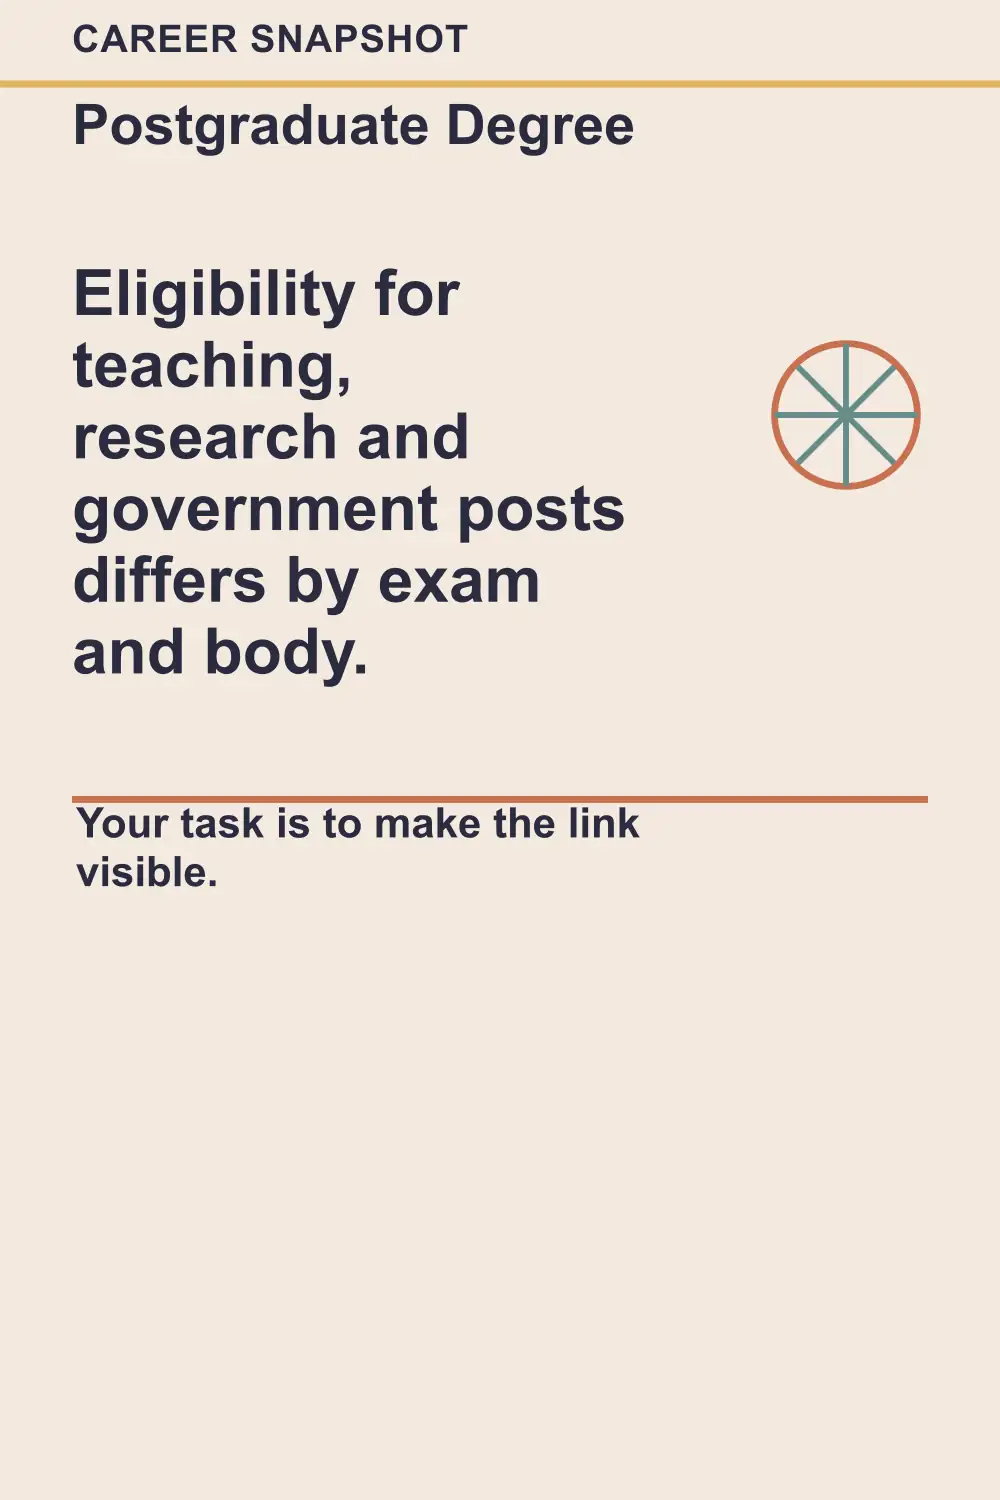 CAREER SNAPSHOT
Postgraduate Degree
Eligibility for
teaching,
research and
government posts
differs by exam
and body.
Your task is to make the link
visible.